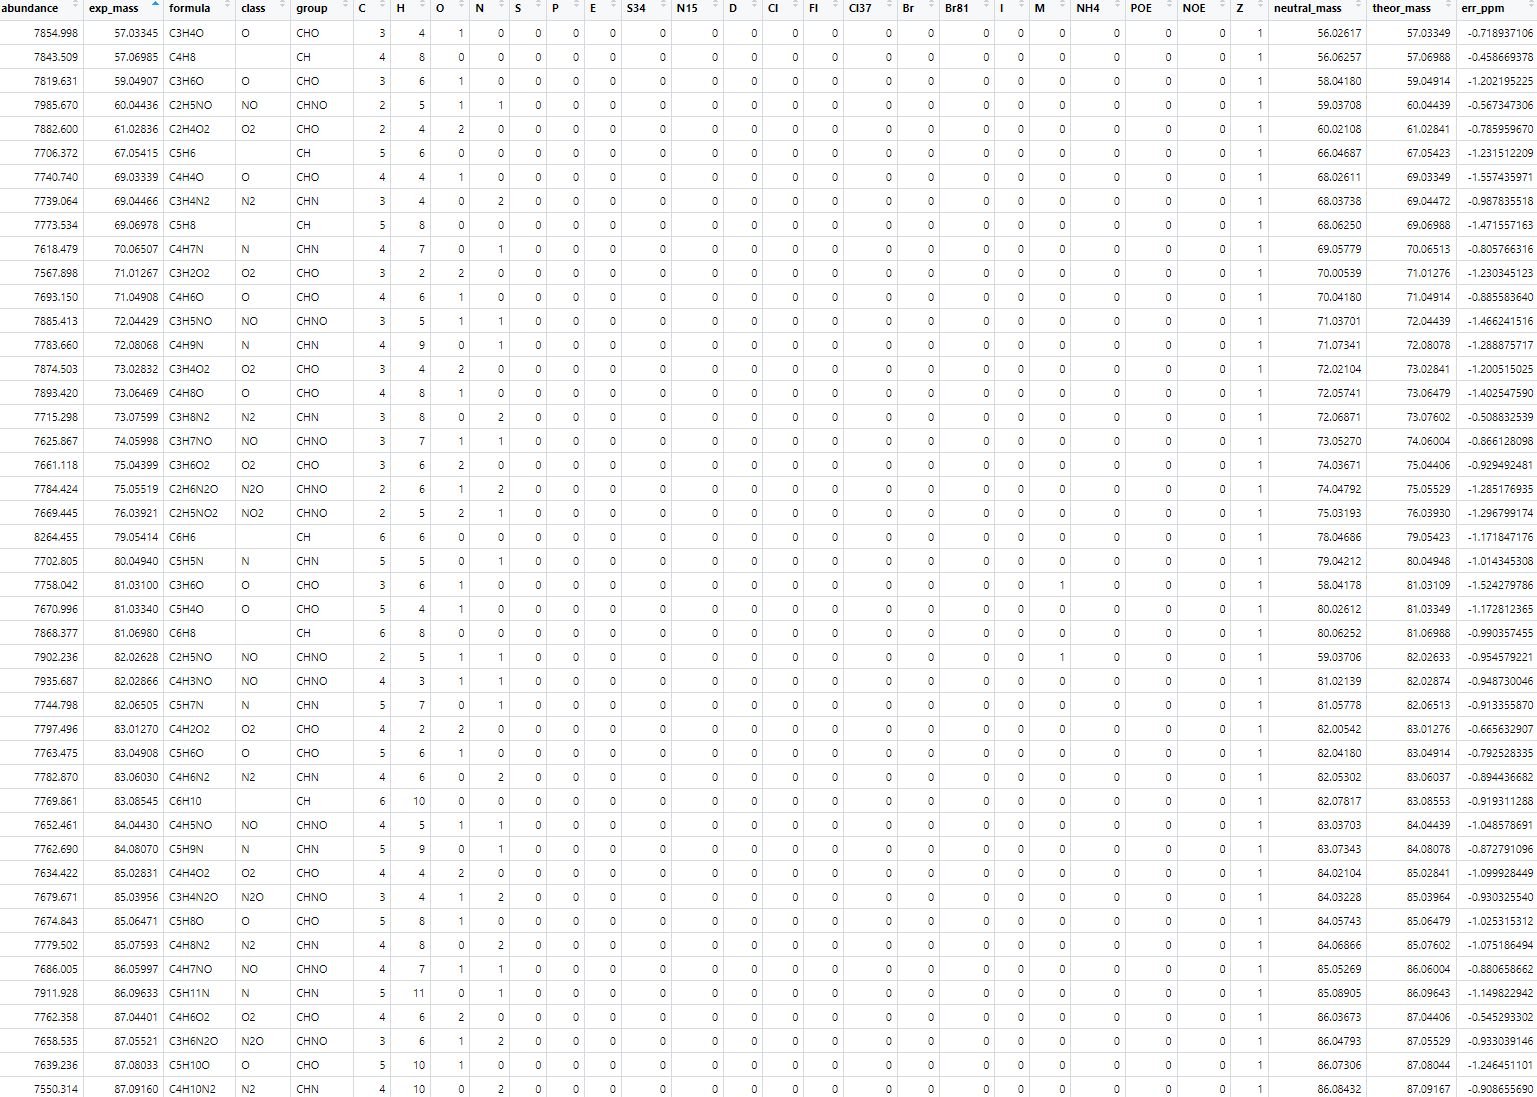 abundance exp_mass formula class group C H O N S P E S34 N15 D Cl Fl Cl37 Br Br81 I M NH4 POE NOE Z neutral_mass theor_mass err_ppm
7854.998 57.03345 C3H4O O CHO 3 4 1 0 0 0 0 0 0 0 0 0 0 0 0 0 0 0 0 0 1 56.02617 57.03349 -0.718937106
7843.509 57.06985 C4H8 CH 4 8 0 0 0 0 0 0 0 0 0 0 0 0 0 0 0 0 0 0 1 56.06257 57.06988 -0.458669378
7819.631 59.04907 C3H6O O CHO 3 6 1 0 0 0 0 0 0 0 0 0 0 0 0 0 0 0 0 0 1 58.04180 59.04914 -1.202195225
7985.670 60.04436 C2H5NO NO CHNO 2 5 1 1 0 0 0 0 0 0 0 0 0 0 0 0 0 0 0 0 1 59.03708 60.04439 -0.567347306
7882.600 61.02836 C2H4O2 O2 CHO 2 4 2 0 0 0 0 0 0 0 0 0 0 0 0 0 0 0 0 0 1 60.02108 61.02841 -0.785959670
7706.372 67.05415 C5H6 CH 5 6 0 0 0 0 0 0 0 0 0 0 0 0 0 0 0 0 0 0 1 66.04687 67.05423 -1.231512209
7740.740 69.03339 C4H4O O CHO 4 4 1 0 0 0 0 0 0 0 0 0 0 0 0 0 0 0 0 0 1 68.02611 69.03349 -1.557435971
7739.064 69.04466 C3H4N2 N2 CHN 3 4 0 2 0 0 0 0 0 0 0 0 0 0 0 0 0 0 0 0 1 68.03738 69.04472 -0.987835518
7773.534 69.06978 C5H8 CH 5 8 0 0 0 0 0 0 0 0 0 0 0 0 0 0 0 0 0 0 1 68.06250 69.06988 -1.471557163
7618.479 70.06507 C4H7N N CHN 4 7 0 1 0 0 0 0 0 0 0 0 0 0 0 0 0 0 0 0 1 69.05779 70.06513 -0.805766316
7567.898 71.01267 C3H2O2 O2 CHO 3 2 2 0 0 0 0 0 0 0 0 0 0 0 0 0 0 0 0 0 1 70.00539 71.01276 -1.230345123
7693.150 71.04908 C4H6O O CHO 4 6 1 0 0 0 0 0 0 0 0 0 0 0 0 0 0 0 0 0 1 70.04180 71.04914 -0.885583640
7885.413 72.04429 C3H5NO NO CHNO 3 5 1 1 0 0 0 0 0 0 0 0 0 0 0 0 0 0 0 0 1 71.03701 72.04439 -1.466241516
7783.660 72.08068 C4H9N N CHN 4 9 0 1 0 0 0 0 0 0 0 0 0 0 0 0 0 0 0 0 1 71.07341 72.08078 -1.288875717
7874.503 73.02832 C3H4O2 O2 CHO 3 4 2 0 0 0 0 0 0 0 0 0 0 0 0 0 0 0 0 0 1 72.02104 73.02841 -1.200515025
7893.420 73.06469 C4H8O O CHO 4 8 1 0 0 0 0 0 0 0 0 0 0 0 0 0 0 0 0 0 1 72.05741 73.06479 -1.402547590
7715.298 73.07599 C3H8N2 N2 CHN 3 8 0 2 0 0 0 0 0 0 0 0 0 0 0 0 0 0 0 0 1 72.06871 73.07602 -0.508832539
7625.867 74.05998 C3H7NO NO CHNO 3 7 1 1 0 0 0 0 0 0 0 0 0 0 0 0 0 0 0 0 1 73.05270 74.06004 -0.866128098
7661.118 75.04399 C3H6O2 O2 CHO 3 6 2 0 0 0 0 0 0 0 0 0 0 0 0 0 0 0 0 0 1 74.03671 75.04406 -0.929492481
7784.424 75.05519 C2H6N2O N2O CHNO 2 6 1 2 0 0 0 0 0 0 0 0 0 0 0 0 0 0 0 0 1 74.04792 75.05529 -1.285176935
7669.445 76.03921 C2H5NO2 NO2 CHNO 2 5 2 1 0 0 0 0 0 0 0 0 0 0 0 0 0 0 0 0 1 75.03193 76.03930 -1.296799174
8264.455 79.05414 C6H6 CH 6 6 0 0 0 0 0 0 0 0 0 0 0 0 0 0 0 0 0 0 1 78.04686 79.05423 -1.171847176
7702.805 80.04940 C5H5N N CHN 5 5 0 1 0 0 0 0 0 0 0 0 0 0 0 0 0 0 0 0 1 79.04212 80.04948 -1.014345308
7758.042 81.03100 C3H6O O CHO 3 6 1 0 0 0 0 0 0 0 0 0 0 0 0 0 1 0 0 0 1 58.04178 81.03109 -1.524279786
7670.996 81.03340 C5H4O O CHO 5 4 1 0 0 0 0 0 0 0 0 0 0 0 0 0 0 0 0 0 1 80.02612 81.03349 -1.172812365
7868.377 81.06980 C6H8 CH 6 8 0 0 0 0 0 0 0 0 0 0 0 0 0 0 0 0 0 0 1 80.06252 81.06988 -0.990357455
7902.236 82.02628 C2H5NO NO CHNO 2 5 1 1 0 0 0 0 0 0 0 0 0 0 0 0 1 0 0 0 1 59.03706 82.02633 -0.954579221
7935.687 82.02866 C4H3NO NO CHNO 4 3 1 1 0 0 0 0 0 0 0 0 0 0 0 0 0 0 0 0 1 81.02139 82.02874 -0.948730046
7744.798 82.06505 C5H7N N CHN 5 7 0 1 0 0 0 0 0 0 0 0 0 0 0 0 0 0 0 0 1 81.05778 82.06513 -0.913355870
7797.496 83.01270 C4H2O2 O2 CHO 4 2 2 0 0 0 0 0 0 0 0 0 0 0 0 0 0 0 0 0 1 82.00542 83.01276 -0.665632907
7763.475 83.04908 C5H6O O CHO 5 6 1 0 0 0 0 0 0 0 0 0 0 0 0 0 0 0 0 0 1 82.04180 83.04914 -0.792528335
7782.870 83.06030 C4H6N2 N2 CHN 4 6 0 2 0 0 0 0 0 0 0 0 0 0 0 0 0 0 0 0 1 82.05302 83.06037 -0.894436682
7769.861 83.08545 C6H10 CH 6 10 0 0 0 0 0 0 0 0 0 0 0 0 0 0 0 0 0 0 1 82.07817 83.08553 -0.919311288
7652.461 84.04430 C4H5NO NO CHNO 4 5 1 1 0 0 0 0 0 0 0 0 0 0 0 0 0 0 0 0 1 83.03703 84.04439 -1.048578691
7762.690 84.08070 C5H9N N CHN 5 9 0 1 0 0 0 0 0 0 0 0 0 0 0 0 0 0 0 0 1 83.07343 84.08078 -0.872791096
7634.422 85.02831 C4H4O2 O2 CHO 4 4 2 0 0 0 0 0 0 0 0 0 0 0 0 0 0 0 0 0 1 84.02104 85.02841 -1.099928449
7679.671 85.03956 C3H4N2O N2O CHNO 3 4 1 2 0 0 0 0 0 0 0 0 0 0 0 0 0 0 0 0 1 84.03228 85.03964 -0.930325540
7674.843 85.06471 C5H8O O CHO 5 8 1 0 0 0 0 0 0 0 0 0 0 0 0 0 0 0 0 0 1 84.05743 85.06479 -1.025315312
7779.502 85.07593 C4H8N2 N2 CHN 4 8 0 2 0 0 0 0 0 0 0 0 0 0 0 0 0 0 0 0 1 84.06866 85.07602 -1.075186494
7686.005 86.05997 C4H7NO NO CHNO 4 7 1 1 0 0 0 0 0 0 0 0 0 0 0 0 0 0 0 0 1 85.05269 86.06004 -0.880658662
7911.928 86.09633 C5H11N N CHN 5 11 0 1 0 0 0 0 0 0 0 0 0 0 0 0 0 0 0 0 1 85.08905 86.09643 -1.149822942
7762.358 87.04401 C4H6O2 O2 CHO 4 6 2 0 0 0 0 0 0 0 0 0 0 0 0 0 0 0 0 0 1 86.03673 87.04406 -0.545293302
7658.535 87.05521 C3H6N2O N2O CHNO 3 6 1 2 0 0 0 0 0 0 0 0 0 0 0 0 0 0 0 0 1 86.04793 87.05529 -0.933039146
7639.236 87.08033 C5H10O O CHO 5 10 1 0 0 0 0 0 0 0 0 0 0 0 0 0 0 0 0 0 1 86.07306 87.08044 -1.246451101
7550.314 87.09160 C4H10N2 N2 CHN 4 10 0 2 0 0 0 0 0 0 0 0 0 0 0 0 0 0 0 0 1 86.08432 87.09167 -0.908655690